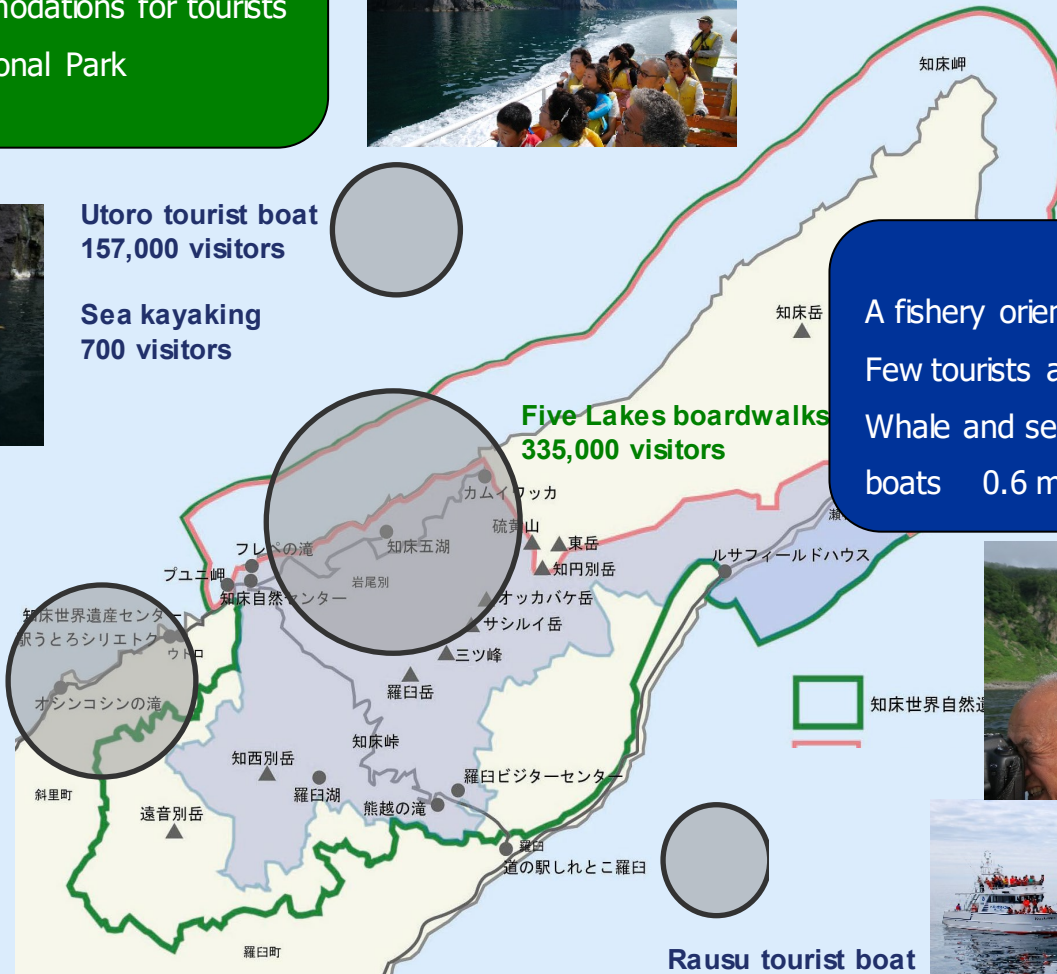 modations for tourists
onal Park
Utoro tourist boat
157,000 visitors
Sea kayaking
700 visitors
Five Lakes boardwalks
335,000 visitors
A fishery orien
Few tourists a
Whale and se
boats 0.6 m
知床岬
知床岳
カムイワッカ
硫黄山
東岳
知円別岳
知床五湖
フレペの滝
プユニ岬
知床自然センター
岩尾別
オッカバケ岳
サシルイ岳
三ツ峰
羅臼岳
ルサフィールドハウス
知床世界遺産センター
駅うとろシリエトク
ウトロ
オシンコシンの滝
知床世界自然遺
知床峠
知西別岳
羅臼湖
羅臼ビジターセンター
熊越の滝
斜里町
遠音別岳
羅臼
道の駅しれとこ羅臼
羅臼町
Rausu tourist boat